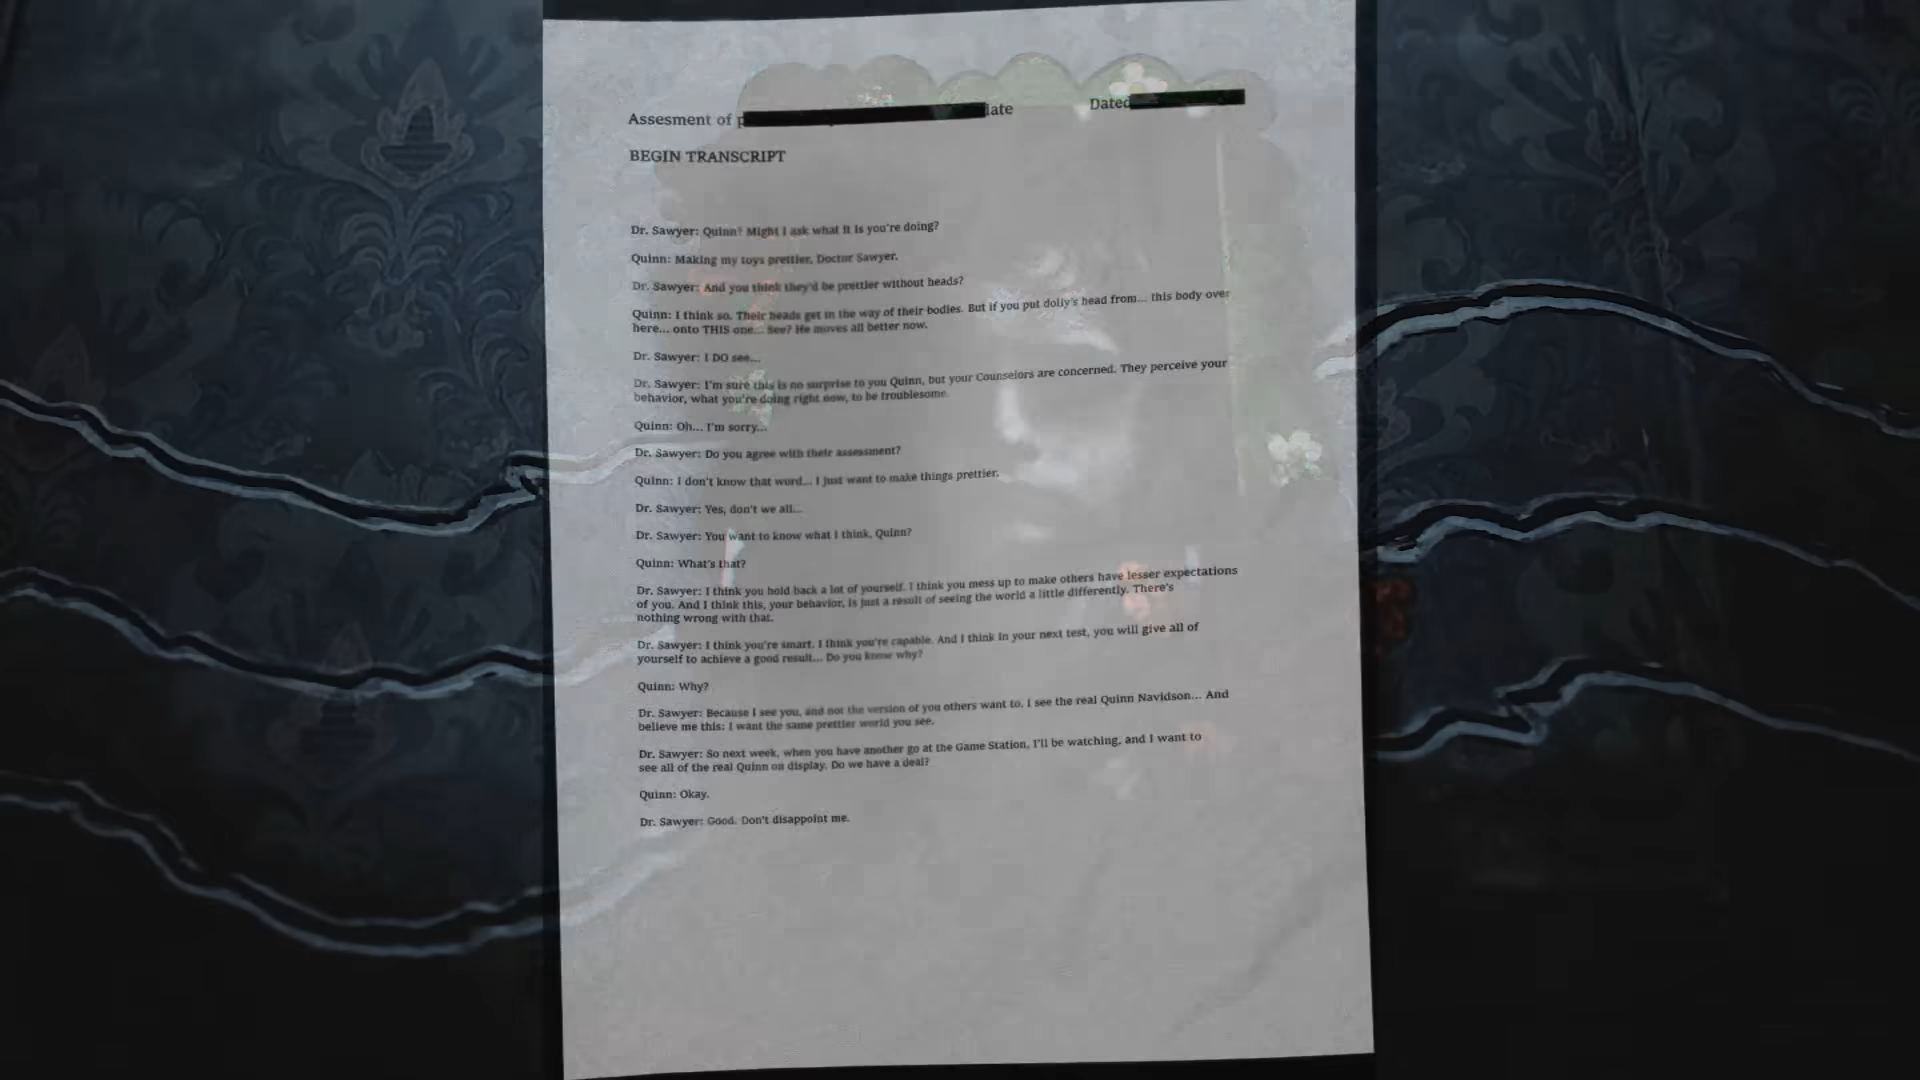 Assesment of p late Dated
BEGIN TRANSCRIPT
Dr. Sawyer: Quinn? Might I ask what it is you're doing?
Quinn: Making my toys prettier, Doctor Sawyer.
Dr. Sawyer: And you think they'd be prettier without heads?
Quinn: I think so. Their heads get in the way of their bodies. But if you put dolly's head from... this body over
here... onto THIS one... See? He moves all better now.
Dr. Sawyer: I DO see...
Dr. Sawyer: I'm sure this is no surprise to you Quinn, but your Counselors are concerned. They perceive your
behavior, what you're doing right now, to be troublesome.
Quinn: Oh... I'm sorry...
Dr. Sawyer: Do you agree with their assessment?
Quinn: I don't know that word... I just want to make things prettier.
Dr. Sawyer: Yes, don't we all...
Dr. Sawyer: You want to know what I think, Quinn?
Quinn: What's that?
Dr. Sawyer: I think you hold back a lot of yourself. I think you mess up to make others have lesser expectations
of you. And I think this, your behavior, is just a result of seeing the world a little differently. There's
nothing wrong with that.
Dr. Sawyer: I think you're smart. I think you're capable. And I think in your next test, you will give all of
yourself to achieve a good result... Do you know why?
Quinn: Why?
Dr. Sawyer: Because I see you, and not the version of you others want to. I see the real Quinn Navidson... And
believe me this: I want the same prettier world you see.
Dr. Sawyer: So next week, when you have another go at the Game Station, I'll be watching, and I want to
see all of the real Quinn on display. Do we have a deal?
Quinn: Okay.
Dr. Sawyer: Good. Don't disappoint me.